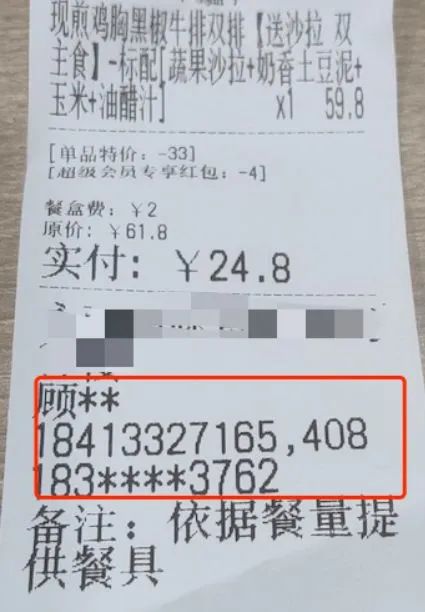 现煎鸡胸黑椒牛排双拼【送沙拉 双
主食】-标配[蔬果沙拉+奶香土豆泥+
玉米+油醋汁] x1 59.8
[单品特价: -33]
[超级会员专享红包: -4]
餐盒费: ￥2
原价: ￥61.8
实付: ￥24.8
顾**
18413327165,408
183****3762
备注: 依据餐量提
供餐具